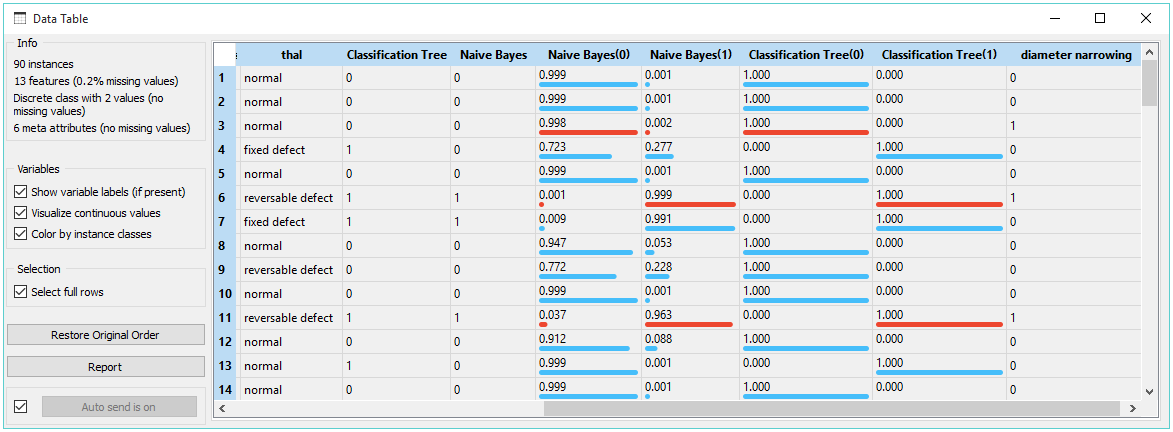 Data Table
Info
90 instances
13 features (0.2% missing values)
Discrete class with 2 values (no
missing values)
6 meta attributes (no missing values)
Variables
Show variable labels (if present)
Visualize continuous values
Color by instance classes
Selection
Select full rows
Restore Original Order
Report
Auto send is on
thal Classification Tree Naive Bayes Naive Bayes(0) Naive Bayes(1) Classification Tree(0) Classification Tree(1) diameter narrowing
1 normal 0 0 0.999 0.001 1.000 0.000 0
2 normal 0 0 0.999 0.001 1.000 0.000 0
3 normal 0 0 0.998 0.002 1.000 0.000 1
4 fixed defect 1 0 0.723 0.277 0.000 1.000 0
5 normal 0 0 0.999 0.001 1.000 0.000 0
6 reversable defect 1 1 0.001 0.999 0.000 1.000 1
7 fixed defect 1 1 0.009 0.991 0.000 1.000 0
8 normal 0 0 0.947 0.053 1.000 0.000 0
9 reversable defect 0 0 0.772 0.228 1.000 0.000 0
10 normal 0 0 0.999 0.001 1.000 0.000 0
11 reversable defect 1 1 0.037 0.963 0.000 1.000 1
12 normal 0 0 0.912 0.088 1.000 0.000 0
13 normal 1 0 0.999 0.001 0.000 1.000 0
14 normal 0 0 0.999 0.001 1.000 0.000 0